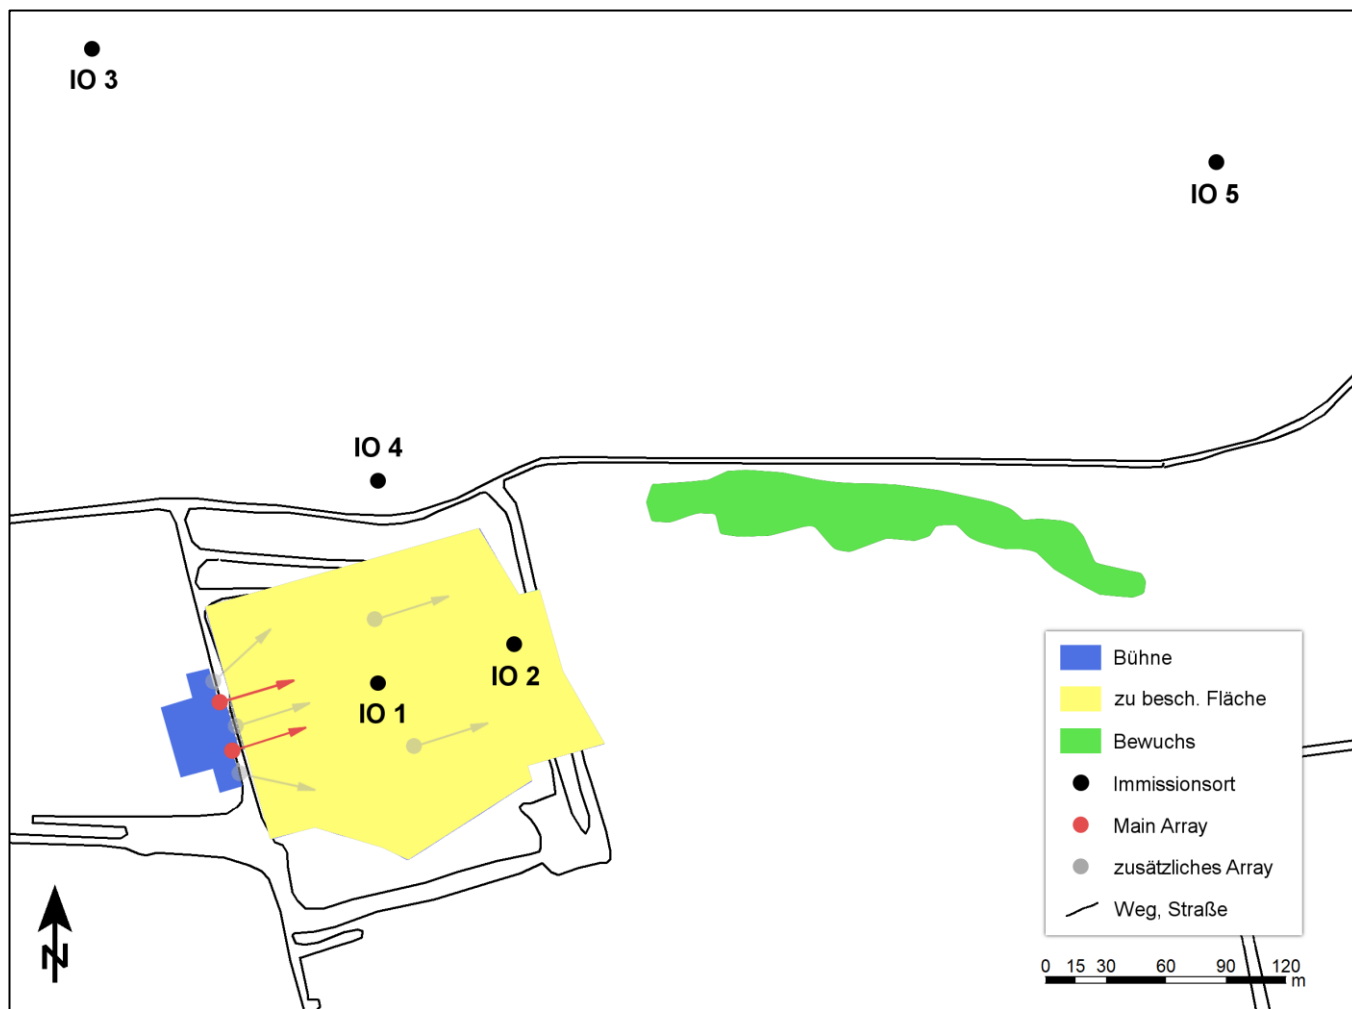 IO 3
IO 5
IO 4
IO 2
IO 1
Bühne
zu besch. Fläche
Bewuchs
Immissionsort
Main Array
zusätzliches Array
Weg, Straße
N
0 15 30 60 90 120
m